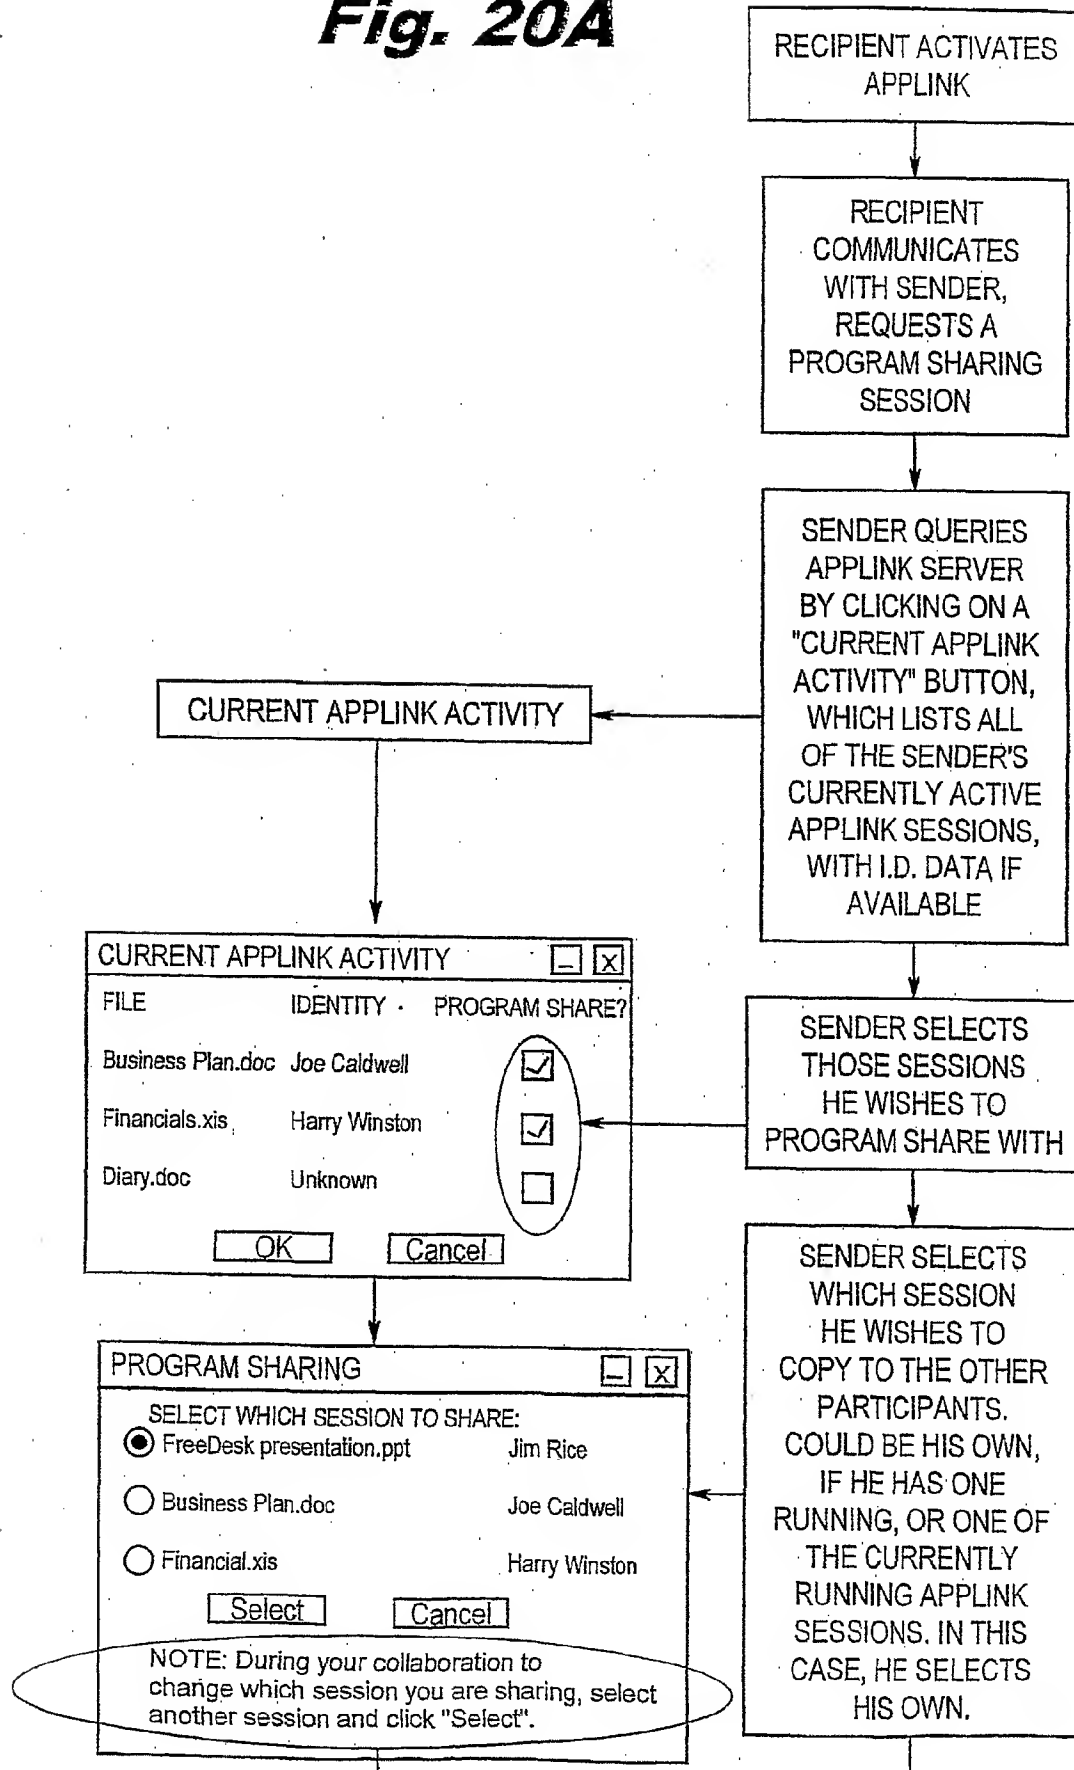 Fig. 20A
RECIPIENT ACTIVATES
APPLINK
RECIPIENT
COMMUNICATES
WITH SENDER,
REQUESTS A
PROGRAM SHARING
SESSION
SENDER QUERIES
APPLINK SERVER
BY CLICKING ON A
"CURRENT APPLINK
ACTIVITY" BUTTON,
WHICH LISTS ALL
OF THE SENDER'S
CURRENTLY ACTIVE
APPLINK SESSIONS,
WITH I.D. DATA IF
AVAILABLE
CURRENT APPLINK ACTIVITY
CURRENT APPLINK ACTIVITY
FILE IDENTITY PROGRAM SHARE?
Business Plan.doc Joe Caldwell
Financials.xis Harry Winston
Diary.doc Unknown
OK Cancel
SENDER SELECTS
THOSE SESSIONS
HE WISHES TO
PROGRAM SHARE WITH
SENDER SELECTS
WHICH SESSION
HE WISHES TO
COPY TO THE OTHER
PARTICIPANTS.
COULD BE HIS OWN,
IF HE HAS ONE
RUNNING, OR ONE OF
THE CURRENTLY
RUNNING APPLINK
SESSIONS. IN THIS
CASE, HE SELECTS
HIS OWN.
PROGRAM SHARING
SELECT WHICH SESSION TO SHARE:
FreeDesk presentation.ppt Jim Rice
Business Plan.doc Joe Caldwell
Financial.xis Harry Winston
Select Cancel
NOTE: During your collaboration to
change which session you are sharing, select
another session and click "Select".